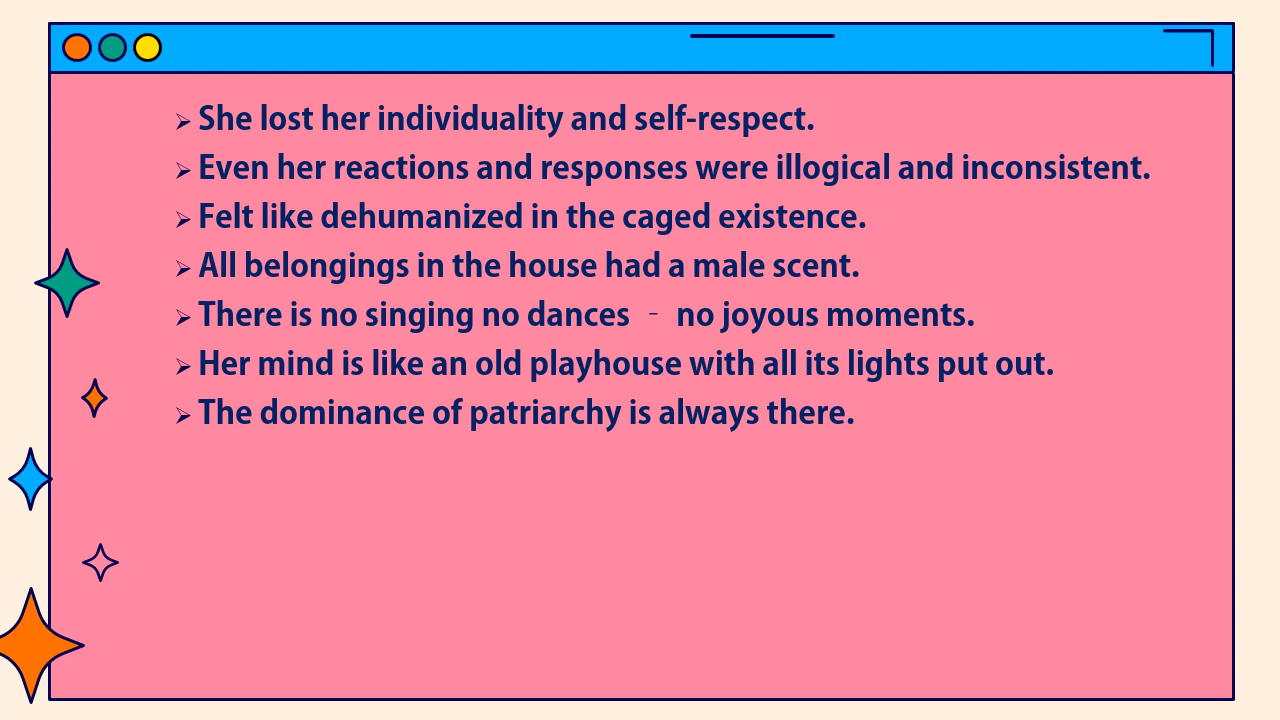 ➢ She lost her individuality and self-respect.
➢ Even her reactions and responses were illogical and inconsistent.
➢ Felt like dehumanized in the caged existence.
➢ All belongings in the house had a male scent.
➢ There is no singing no dances - no joyous moments.
➢ Her mind is like an old playhouse with all its lights put out.
➢ The dominance of patriarchy is always there.